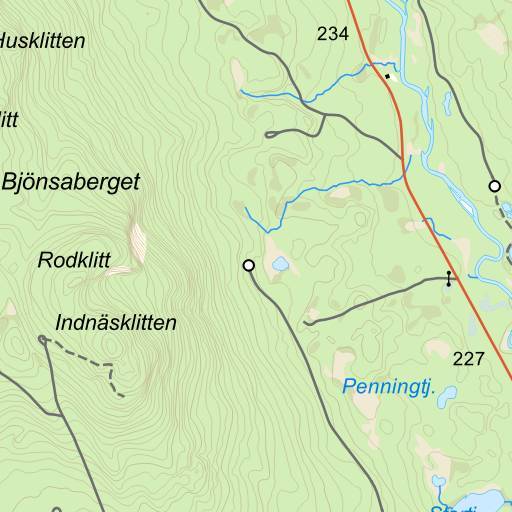 234
Husklitten
litt
Bjönsaberget
Rodklitt
Indnäsklitten
227
Penningtj.